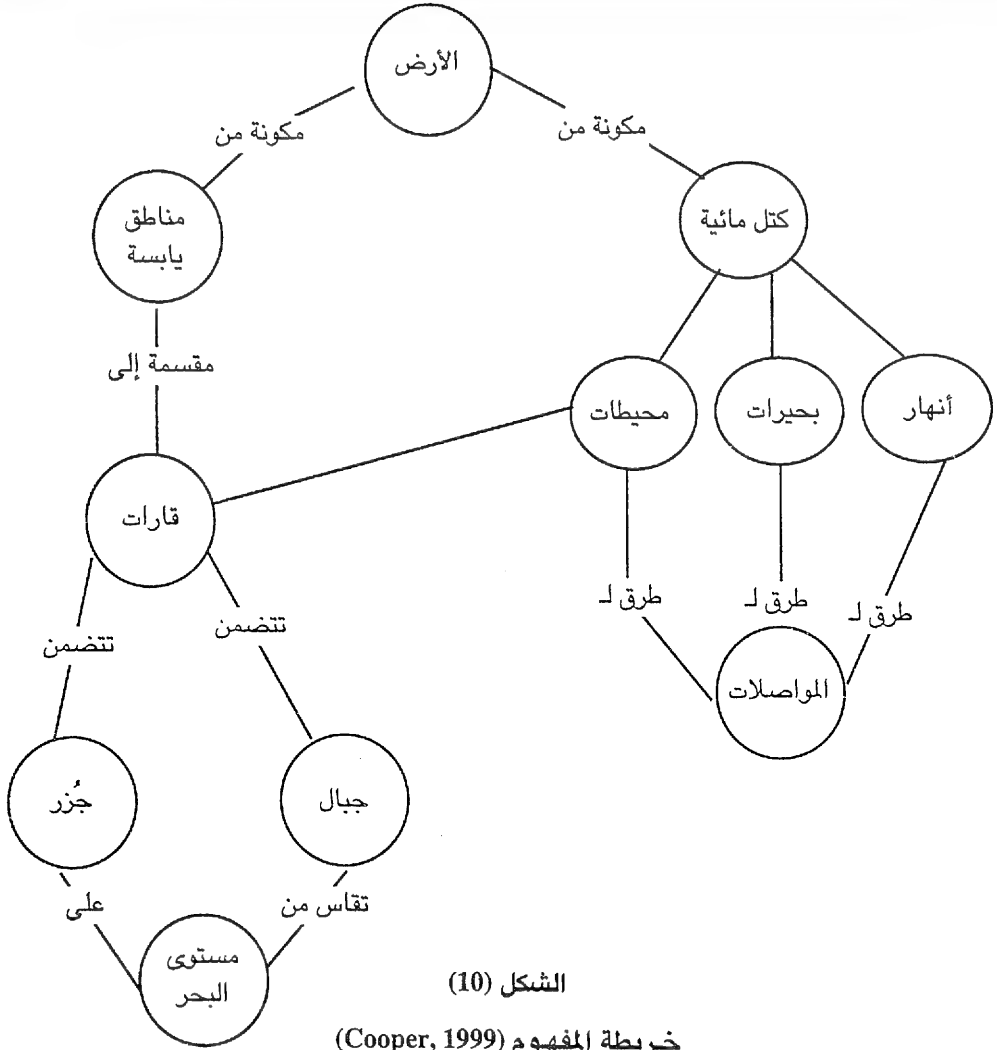 الأرض
مكونة من
مكونة من
كتل مائية
مناطق
يابسة
مقسمة إلى
أنهار
بحيرات
محيطات
قارات
طرق لـ
طرق لـ
طرق لـ
تتضمن
تتضمن
المواصلات
جبال
جُزر
تقاس من
على
مستوى
البحر
الشكل (10)
خريطة المفهوم (Cooper, 1999)